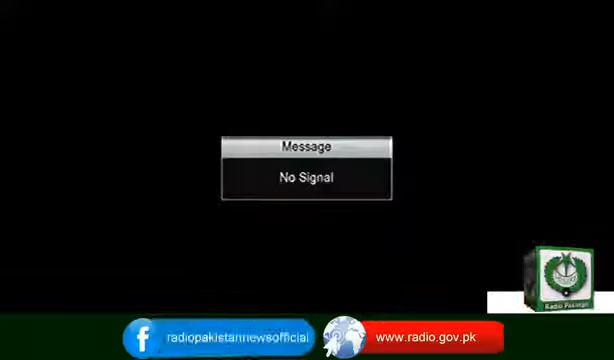 Message
No Signal
Radio Pakistan
radiopakistannewsofficial
www.radio.gov.pk